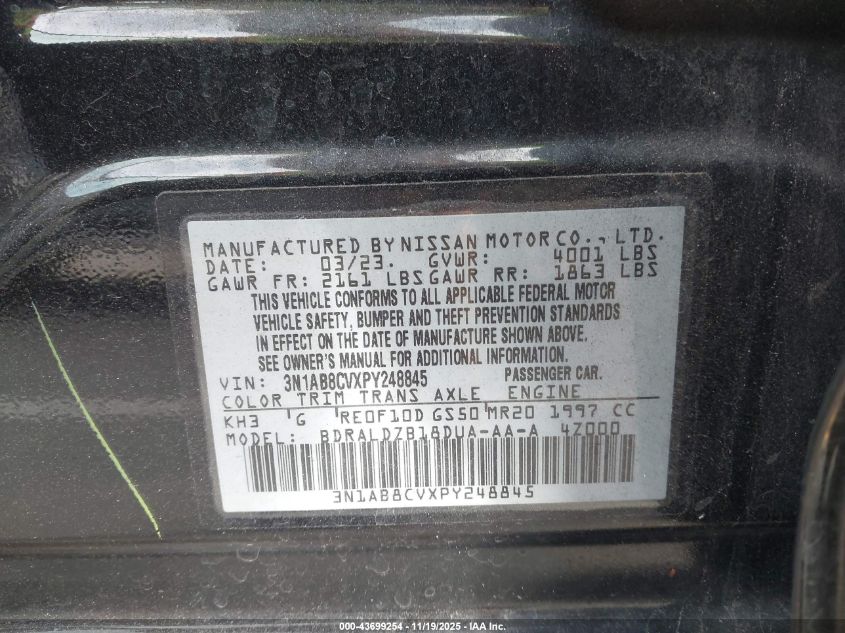 MANUFACTURED BY NISSAN MOTOR CO., LTD.
DATE: 03/23. GVWR: 4001 LBS
GAWR FR: 2161 LBS GAWR RR: 1863 LBS
THIS VEHICLE CONFORMS TO ALL APPLICABLE FEDERAL MOTOR
VEHICLE SAFETY, BUMPER AND THEFT PREVENTION STANDARDS
IN EFFECT ON THE DATE OF MANUFACTURE SHOWN ABOVE.
SEE OWNER'S MANUAL FOR ADDITIONAL INFORMATION.
VIN: 3N1AB8CVXPY248845 PASSENGER CAR.
COLOR TRIM TRANS AXLE ENGINE
KH3 G RE0F10D GS50 MR20 1997 CC
MODEL: BDRALDZB18DUA-AA-A 4Z000
3N1AB8CVXPY248845
000-43699254 - 11/19/2025 - IAA Inc.